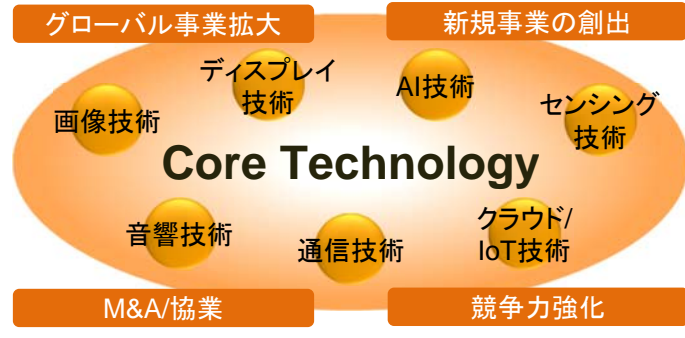 グローバル事業拡大
新規事業の創出
ディスプレイ
技術
AI技術
センシング
技術
画像技術
Core Technology
音響技術
通信技術
クラウド/
IoT技術
M&A/協業
競争力強化